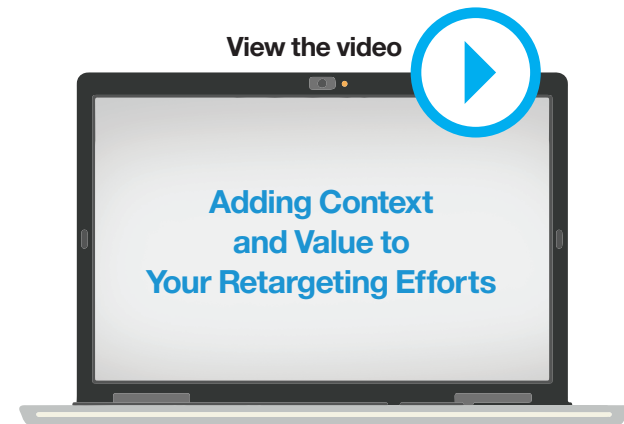 View the video
Adding Context
and Value to
Your Retargeting Efforts